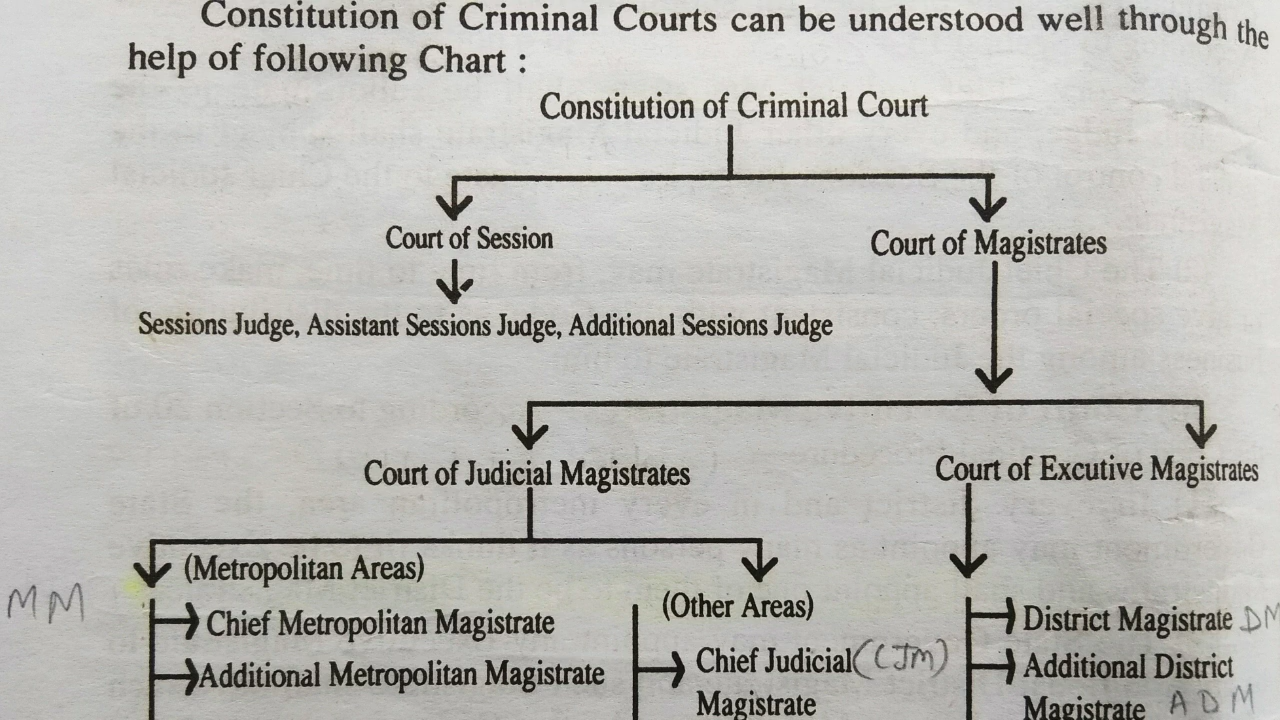 Constitution of Criminal Courts can be understood well through the
help of following Chart :
Constitution of Criminal Court
Court of Session
Court of Magistrates
Sessions Judge, Assistant Sessions Judge, Additional Sessions Judge
Court of Judicial Magistrates
Court of Excutive Magistrates
(Metropolitan Areas)
MM
Chief Metropolitan Magistrate
Additional Metropolitan Magistrate
(Other Areas)
Chief Judicial (CJM)
Magistrate
District Magistrate DM
Additional District
Magistrate ADM